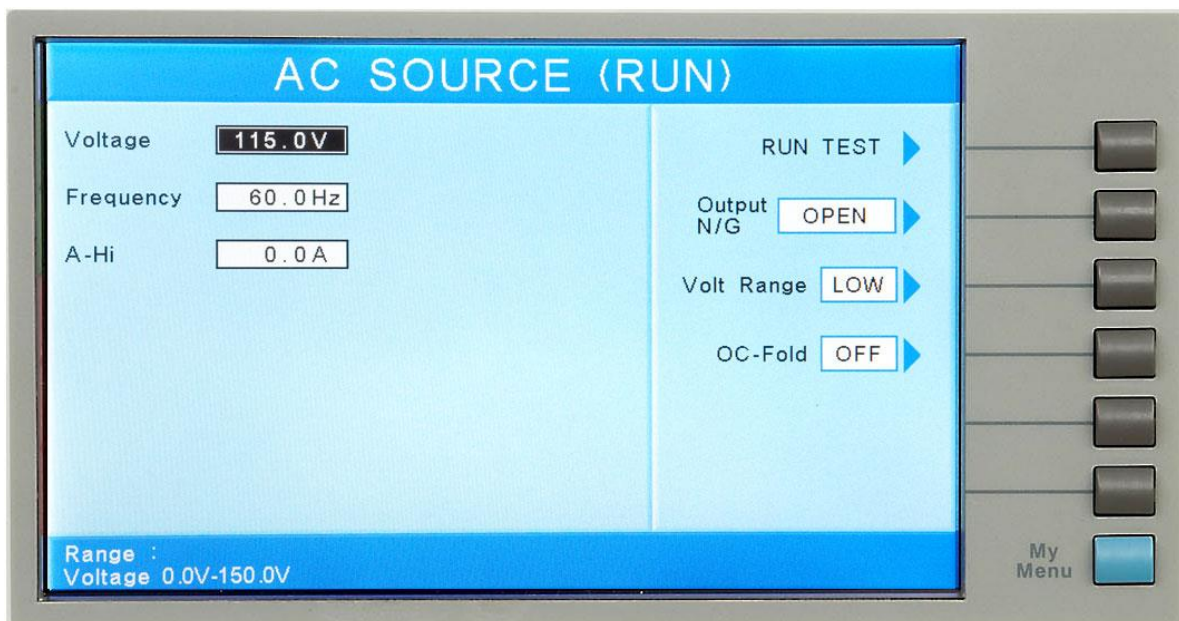 AC SOURCE (RUN)
Voltage 115.0V
Frequency 60.0Hz
A-Hi 0.0A
RUN TEST
Output
N/G OPEN
Volt Range LOW
OC-Fold OFF
Range :
Voltage 0.0V-150.0V
My
Menu